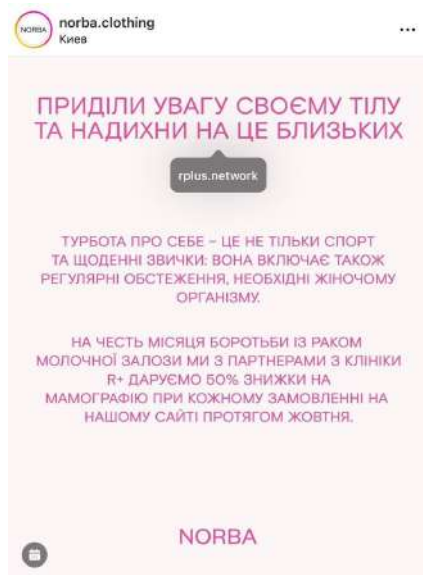 NORBA
norba.clothing
Киев
ПРИДІЛИ УВАГУ СВОЄМУ ТІЛУ
ТА НАДИХНИ НА ЦЕ БЛИЗЬКИХ
rplus.network
ТУРБОТА ПРО СЕБЕ – ЦЕ НЕ ТІЛЬКИ СПОРТ
ТА ЩОДЕННІ ЗВИЧКИ: ВОНА ВКЛЮЧАЄ ТАКОЖ
РЕГУЛЯРНІ ОБСТЕЖЕННЯ, НЕОБХІДНІ ЖІНОЧОМУ
ОРГАНІЗМУ.
НА ЧЕСТЬ МІСЯЦЯ БОРОТЬБИ ІЗ РАКОМ
МОЛОЧНОЇ ЗАЛОЗИ МИ З ПАРТНЕРАМИ З КЛІНІКИ
R+ ДАРУЄМО 50% ЗНИЖКИ НА
МАМОГРАФІЮ ПРИ КОЖНОМУ ЗАМОВЛЕННІ НА
НАШОМУ САЙТІ ПРОТЯГОМ ЖОВТНЯ.
NORBA